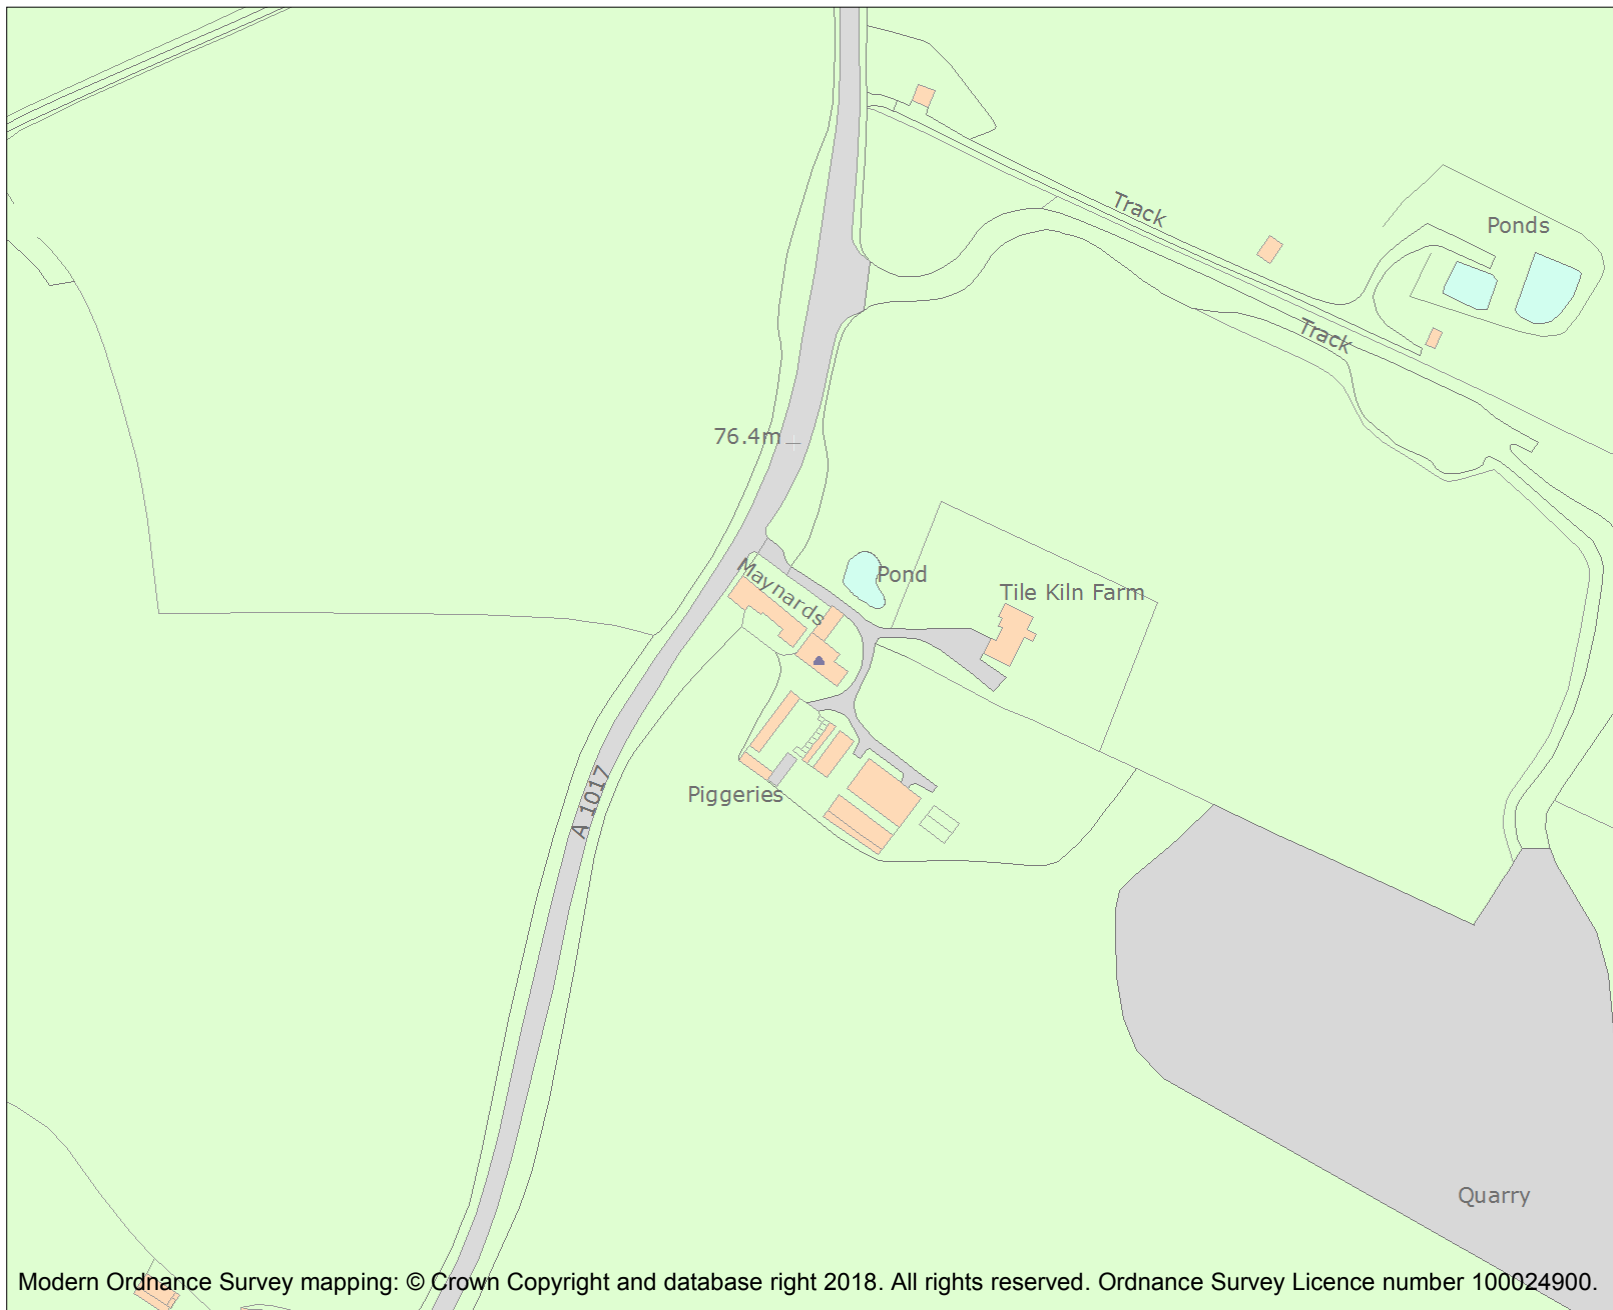 Track
Ponds
Track
76.4m
Pond
Maynards
Tile Kiln Farm
A 1017
Piggeries
Quarry
Modern Ordnance Survey mapping: © Crown Copyright and database right 2018. All rights reserved. Ordnance Survey Licence number 100024900.